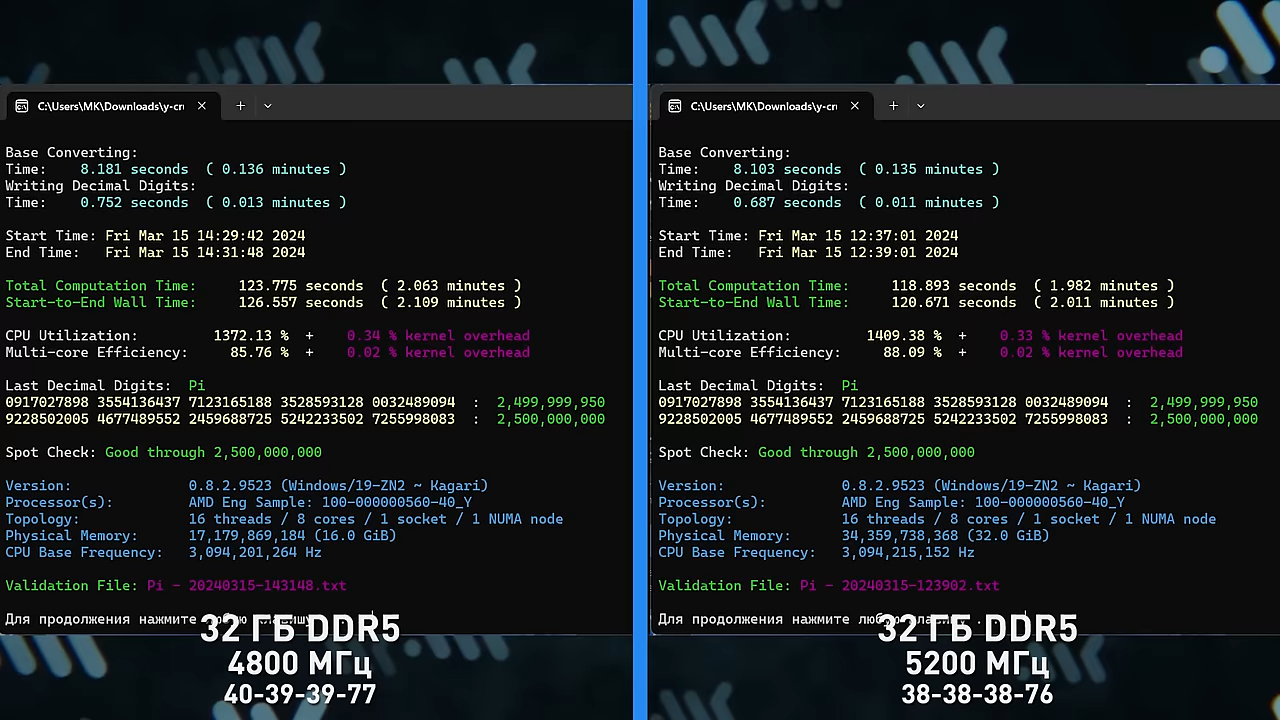 C:\Users\MK\Downloads\y-cru
Base Converting:
Time: 8.181 seconds ( 0.136 minutes )
Writing Decimal Digits:
Time: 0.752 seconds ( 0.013 minutes )
Start Time: Fri Mar 15 14:29:42 2024
End Time: Fri Mar 15 14:31:48 2024
Total Computation Time: 123.775 seconds ( 2.063 minutes )
Start-to-End Wall Time: 126.557 seconds ( 2.109 minutes )
CPU Utilization: 1372.13 % + 0.34 % kernel overhead
Multi-core Efficiency: 85.76 % + 0.02 % kernel overhead
Last Decimal Digits: Pi
0917027898 3554136437 7123165188 3528593128 0032489094 : 2,499,999,950
9228502005 4677489552 2459688725 5242233502 7255998083 : 2,500,000,000
Spot Check: Good through 2,500,000,000
Version: 0.8.2.9523 (Windows/19-ZN2 ~ Kagari)
Processor(s): AMD Eng Sample: 100-000000560-40_Y
Topology: 16 threads / 8 cores / 1 socket / 1 NUMA node
Physical Memory: 17,179,869,184 (16.0 GiB)
CPU Base Frequency: 3,094,201,264 Hz
Validation File: Pi - 20240315-143148.txt
Для продолжения нажмите любую клавишу
32 ГБ DDR5
4800 МГц
40-39-39-77
C:\Users\MK\Downloads\y-cru
Base Converting:
Time: 8.103 seconds ( 0.135 minutes )
Writing Decimal Digits:
Time: 0.687 seconds ( 0.011 minutes )
Start Time: Fri Mar 15 12:37:01 2024
End Time: Fri Mar 15 12:39:01 2024
Total Computation Time: 118.893 seconds ( 1.982 minutes )
Start-to-End Wall Time: 120.671 seconds ( 2.011 minutes )
CPU Utilization: 1409.38 % + 0.33 % kernel overhead
Multi-core Efficiency: 88.09 % + 0.02 % kernel overhead
Last Decimal Digits: Pi
0917027898 3554136437 7123165188 3528593128 0032489094 : 2,499,999,950
9228502005 4677489552 2459688725 5242233502 7255998083 : 2,500,000,000
Spot Check: Good through 2,500,000,000
Version: 0.8.2.9523 (Windows/19-ZN2 ~ Kagari)
Processor(s): AMD Eng Sample: 100-000000560-40_Y
Topology: 16 threads / 8 cores / 1 socket / 1 NUMA node
Physical Memory: 34,359,738,368 (32.0 GiB)
CPU Base Frequency: 3,094,215,152 Hz
Validation File: Pi - 20240315-123902.txt
Для продолжения нажмите любую клавишу
32 ГБ DDR5
5200 МГц
38-38-38-76